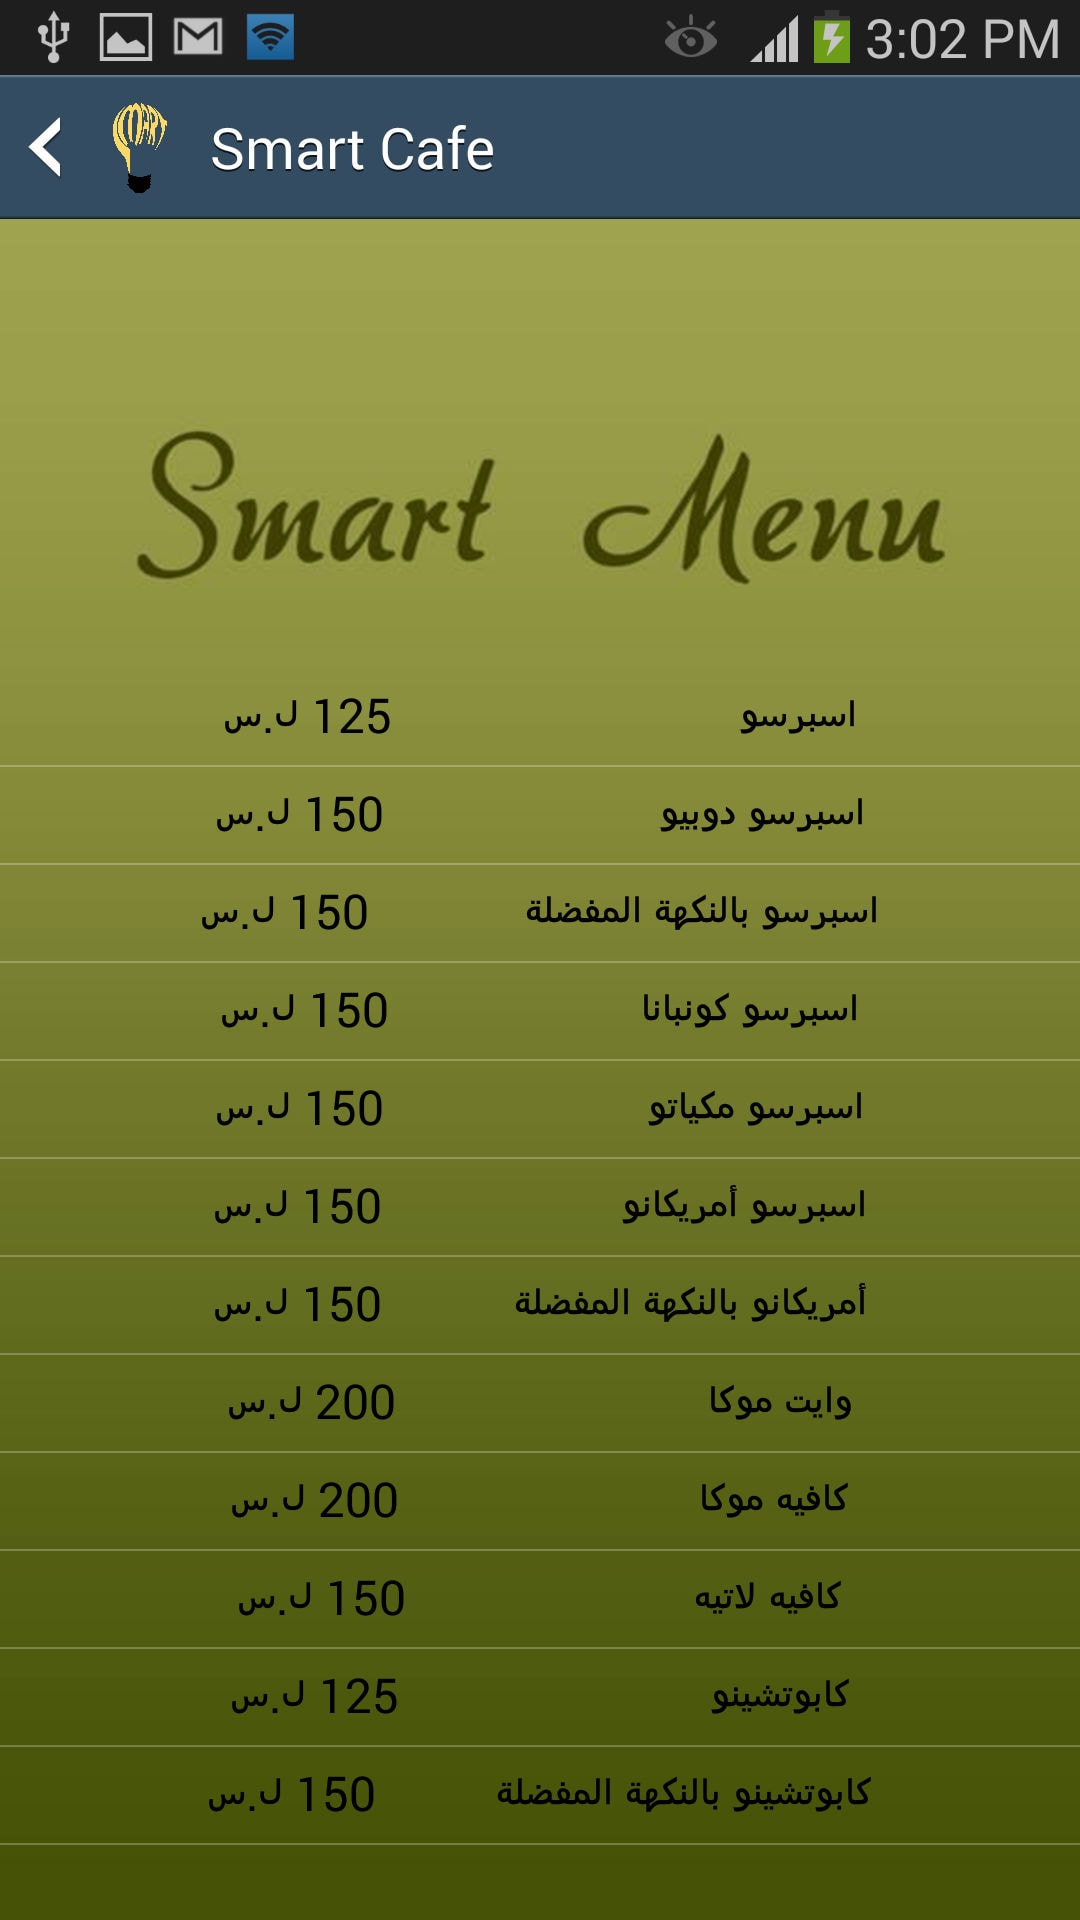 3:02 PM
Smart Cafe
Smart Menu
اسبرسو 125 ل.س
اسبرسو دوبيو 150 ل.س
اسبرسو بالنكهة المفضلة 150 ل.س
اسبرسو كونبانا 150 ل.س
اسبرسو مكياتو 150 ل.س
اسبرسو أمريكانو 150 ل.س
أمريكانو بالنكهة المفضلة 150 ل.س
وايت موكا 200 ل.س
كافيه موكا 200 ل.س
كافيه لاتيه 150 ل.س
كابوتشينو 125 ل.س
كابوتشينو بالنكهة المفضلة 150 ل.س